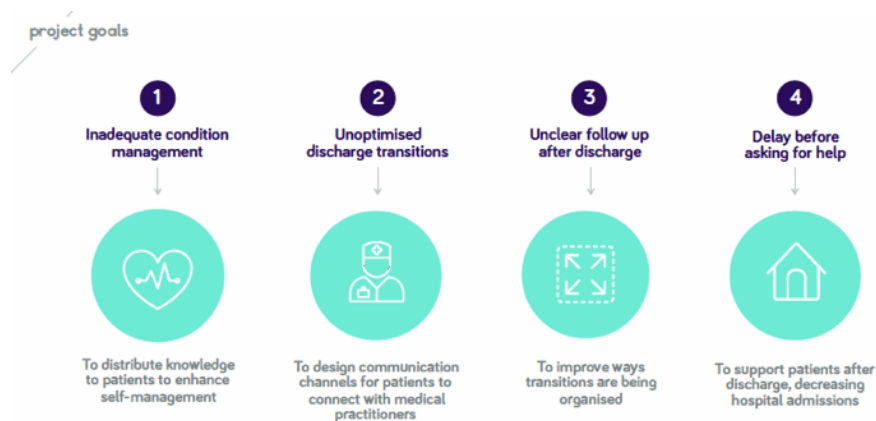 project goals
1
Inadequate condition
management
To distribute knowledge
to patients to enhance
self-management
2
Unoptimised
discharge transitions
To design communication
channels for patients to
connect with medical
practitioners
3
Unclear follow up
after discharge
To improve ways
transitions are being
organised
4
Delay before
asking for help
To support patients after
discharge, decreasing
hospital admissions